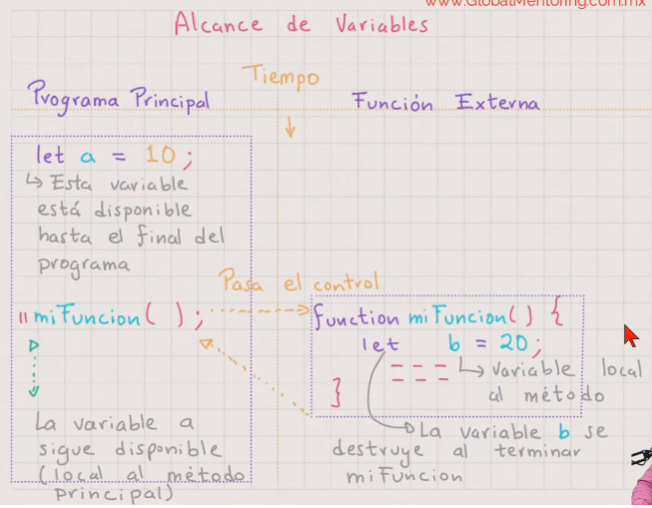 www.GlobalMentoring.com.mx
Alcance de Variables
Tiempo
Programa Principal
Función Externa
let a = 10;
Esta variable
está disponible
hasta el final del
programa
Pasa el control
miFuncion( );
function miFuncion() {
let b = 20;
variable local
al método
}
La variable a
sigue disponible
(local al método
principal)
La variable b se
destruye al terminar
miFuncion